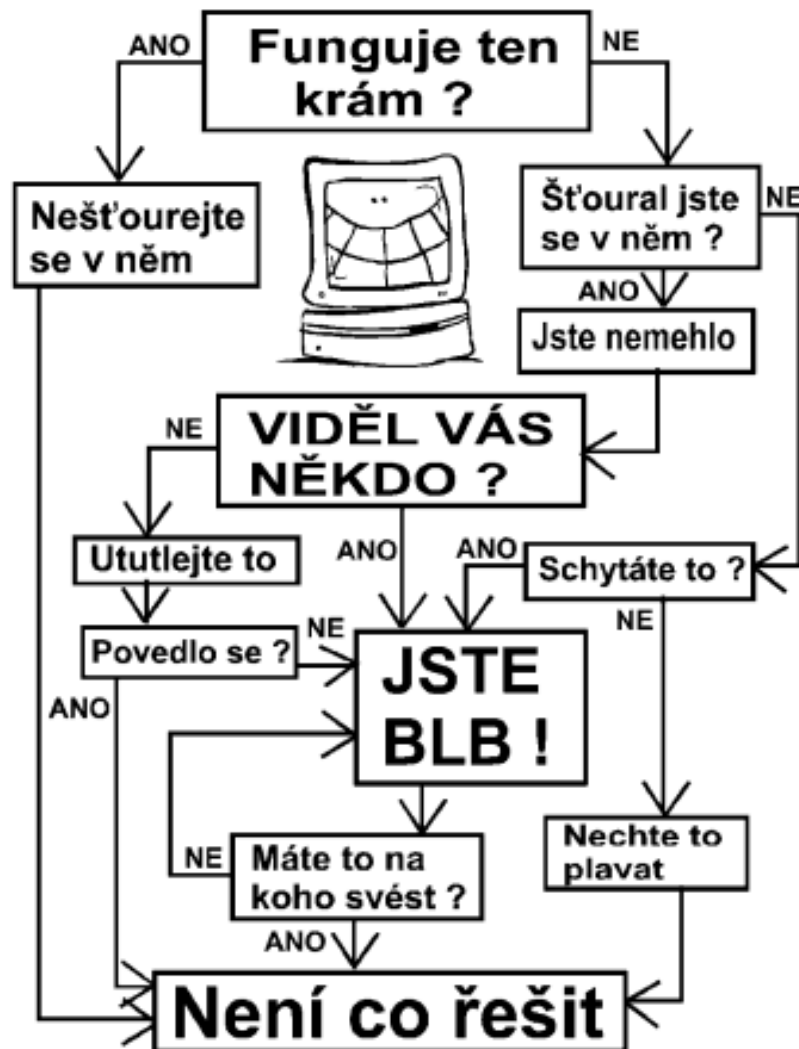 Funguje ten
krám ?
ANO
NE
Nešťourejte
se v něm
Šťoural jste
se v něm ?
NE
ANO
Jste nemehlo
VIDĚL VÁS
NĚKDO ?
NE
ANO
Ututlejte to
Povedlo se ?
NE
ANO
Schytáte to ?
ANO
NE
JSTE
BLB !
Nechte to
plavat
Máte to na
koho svést ?
NE
ANO
Není co řešit